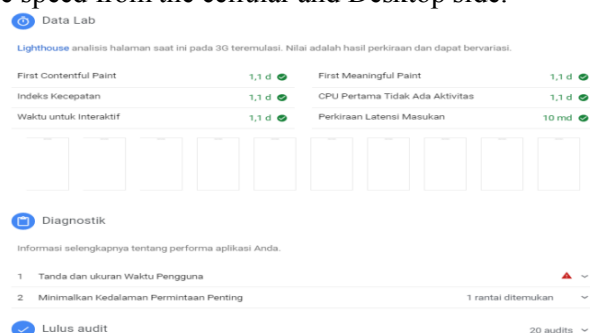 e speed from the cellular and Desktop side.
Data Lab
Lighthouse analisis halaman saat ini pada 3G teremulasi. Nilai adalah hasil perkiraan dan dapat bervariasi.
First Contentful Paint 1,1 d
First Meaningful Paint 1,1 d
Indeks Kecepatan 1,1 d
CPU Pertama Tidak Ada Aktivitas 1,1 d
Waktu untuk Interaktif 1,1 d
Perkiraan Latensi Masukan 10 md
Diagnostik
Informasi selengkapnya tentang performa aplikasi Anda.
1 Tanda dan ukuran Waktu Pengguna
2 Minimalkan Kedalaman Permintaan Penting 1 rantai ditemukan
Lulus audit 20 audits